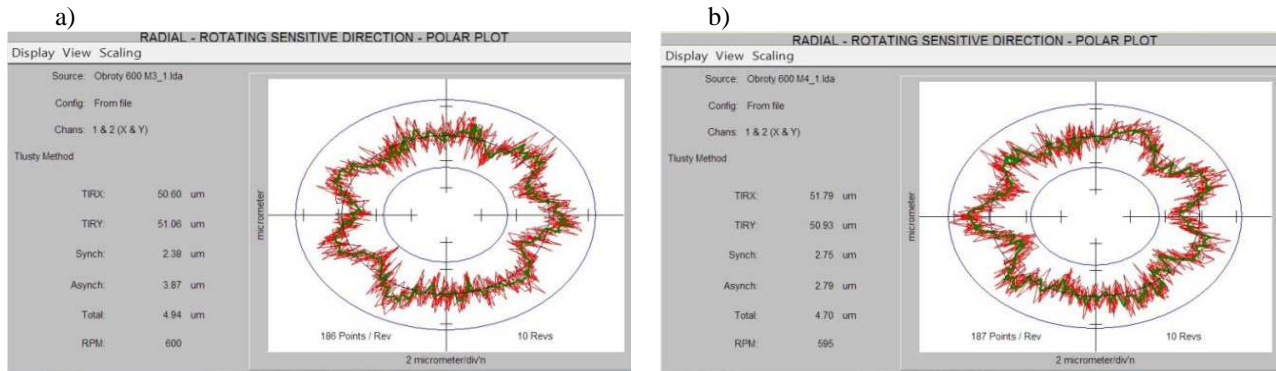 a)
RADIAL - ROTATING SENSITIVE DIRECTION - POLAR PLOT
Display View Scaling
Source: Obroty 600 M3_1.lda
Config: From file
Chans: 1 & 2 (X & Y)
Tlusty Method
TIRX: 50.60 um
TIRY: 51.06 um
Synch: 2.38 um
Asynch: 3.87 um
Total: 4.94 um
RPM: 600
micrometer
186 Points / Rev 10 Revs
2 micrometer/div'n
b)
RADIAL - ROTATING SENSITIVE DIRECTION - POLAR PLOT
Display View Scaling
Source: Obroty 600 M4_1.lda
Config: From file
Chans: 1 & 2 (X & Y)
Tlusty Method
TIRX: 51.79 um
TIRY: 50.93 um
Synch: 2.75 um
Asynch: 2.79 um
Total: 4.70 um
RPM: 595
micrometer
187 Points / Rev 10 Revs
2 micrometer/div'n